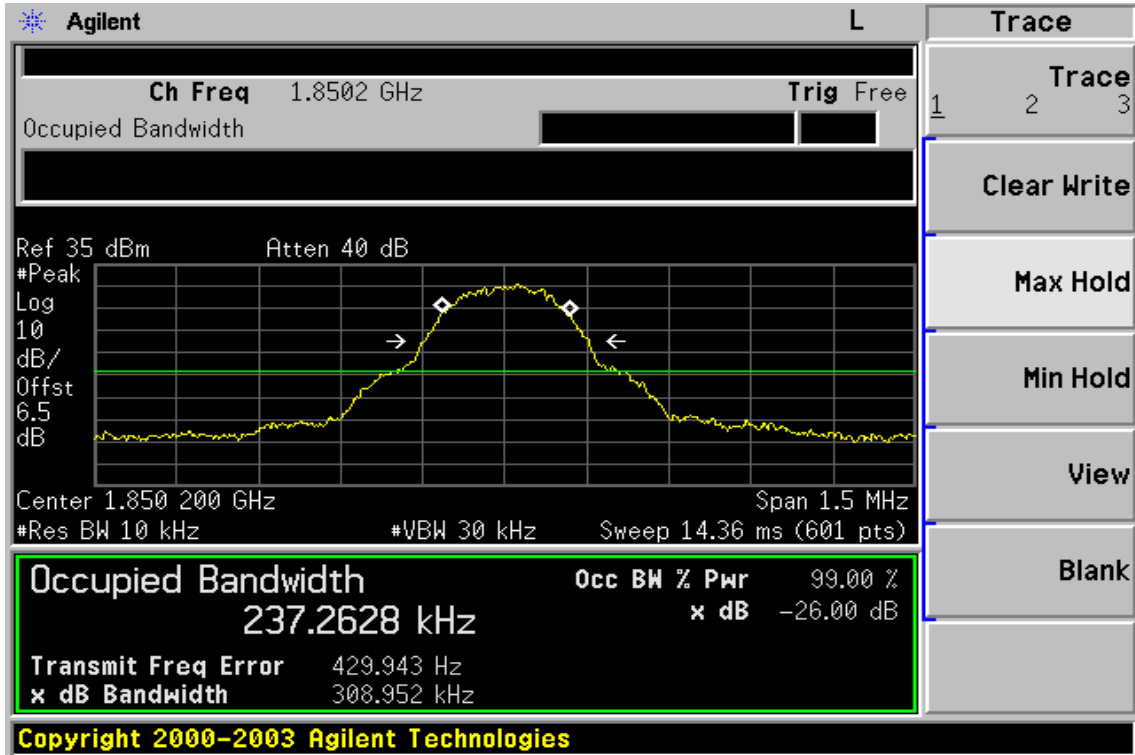 Agilent L Trace
Ch Freq 1.8502 GHz Trig Free
Occupied Bandwidth
Trace
1 2 3
Clear Write
Max Hold
Min Hold
View
Blank
Ref 35 dBm Atten 40 dB
#Peak
Log
10
dB/
Offst
6.5
dB
Center 1.850 200 GHz Span 1.5 MHz
#Res BW 10 kHz #VBW 30 kHz Sweep 14.36 ms (601 pts)
Occupied Bandwidth Occ BW % Pwr 99.00 %
237.2628 kHz x dB -26.00 dB
Transmit Freq Error 429.943 Hz
x dB Bandwidth 308.952 kHz
Copyright 2000-2003 Agilent Technologies